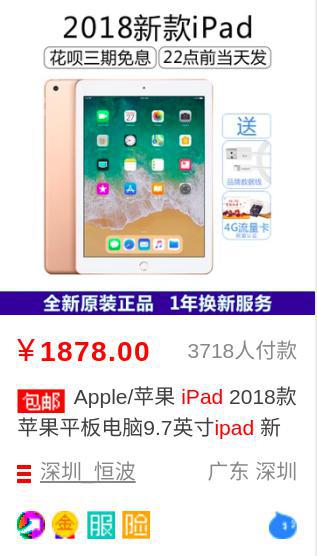 2018新款iPad
花呗三期免息 22点前当天发
送
品牌数据线
4G流量卡
全新原装正品 1年换新服务
￥1878.00 3718人付款
包邮 Apple/苹果 iPad 2018款
苹果平板电脑9.7英寸ipad 新
深圳_恒波 广东 深圳
金 服 险